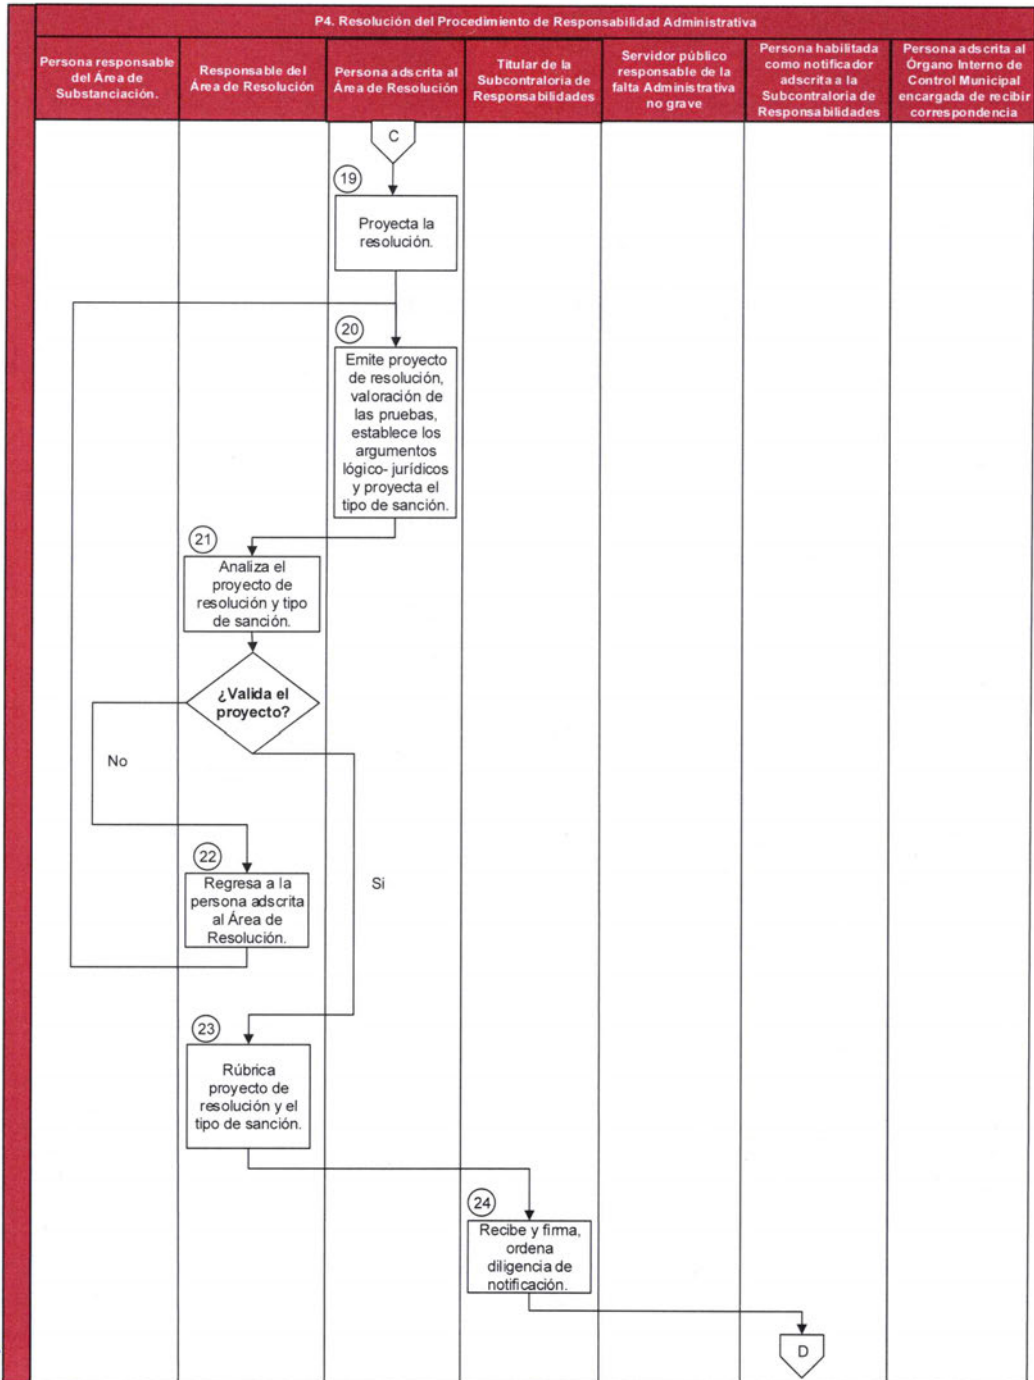 P4. Resolución del Procedimiento de Responsabilidad Administrativa
Persona responsable
del Área de
Substanciación.
Responsable del
Área de Resolución
Persona adscrita al
Área de Resolución
Titular de la
Subcontraloría de
Responsabilidades
Servidor público
responsable de la
falta Administrativa
no grave
Persona habilitada
como notificador
adscrita a la
Subcontraloría de
Responsabilidades
Persona adscrita al
Órgano Interno de
Control Municipal
encargada de recibir
correspondencia
C
19
Proyecta la
resolución.
20
Emite proyecto
de resolución,
valoración de
las pruebas,
establece los
argumentos
lógico- jurídicos
y proyecta el
tipo de sanción.
21
Analiza el
proyecto de
resolución y tipo
de sanción.
¿Valida el
proyecto?
No
22
Regresa a la
persona adscrita
al Área de
Resolución.
Si
23
Rúbrica
proyecto de
resolución y el
tipo de sanción.
24
Recibe y firma,
ordena
diligencia de
notificación.
D